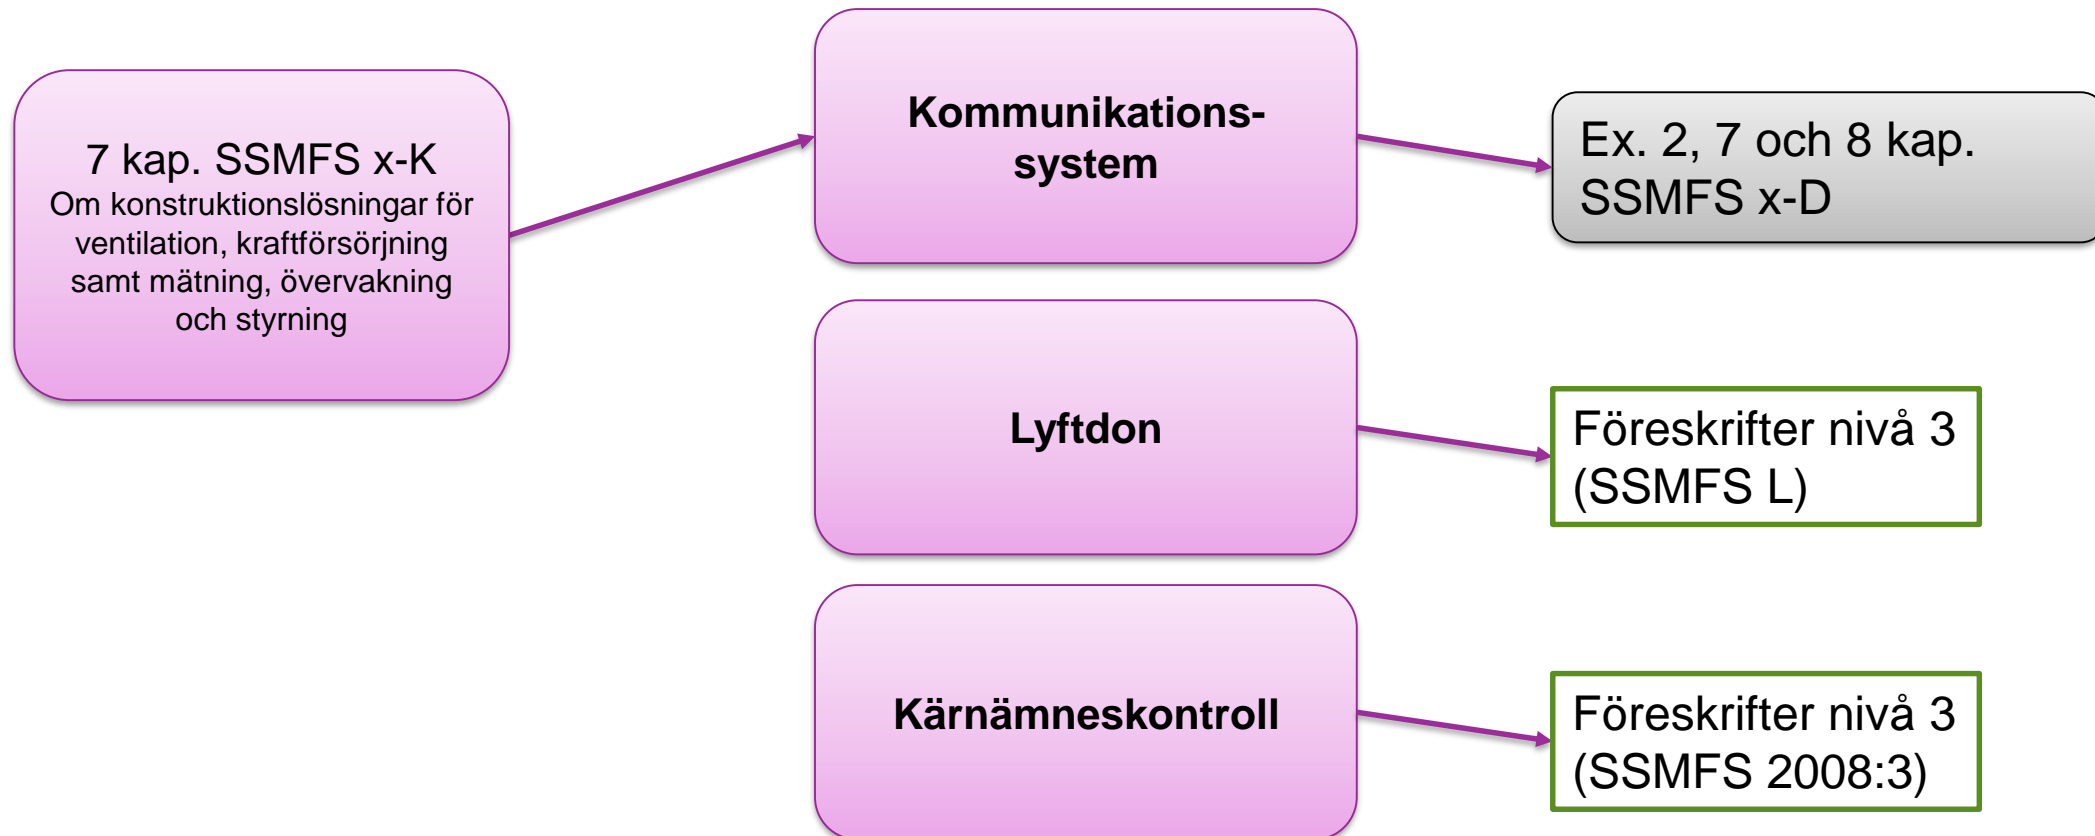 7 kap. SSMFS x-K
Om konstruktionslösningar för
ventilation, kraftförsörjning
samt mätning, övervakning
och styrning
Kommunikations-
system
Ex. 2, 7 och 8 kap.
SSMFS x-D
Lyftdon
Föreskrifter nivå 3
(SSMFS L)
Kärnämneskontroll
Föreskrifter nivå 3
(SSMFS 2008:3)